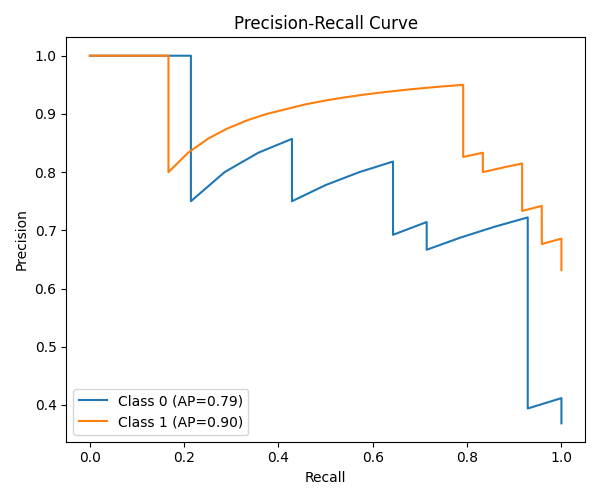 Precision-Recall Curve
Precision
1.0
0.9
0.8
0.7
0.6
0.5
0.4
Class 0 (AP=0.79)
Class 1 (AP=0.90)
0.0 0.2 0.4 0.6 0.8 1.0
Recall